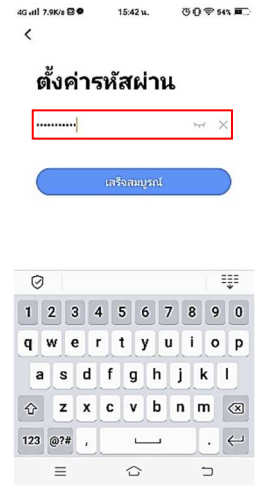 4G 7.9K/s 15:42 น. 54%
ตั้งค่ารหัสผ่าน
•••••••••••
เสร็จสมบูรณ์
1 2 3 4 5 6 7 8 9 0
q w e r t y u i o p
a s d f g h j k l
z x c v b n m
123 @?# , .